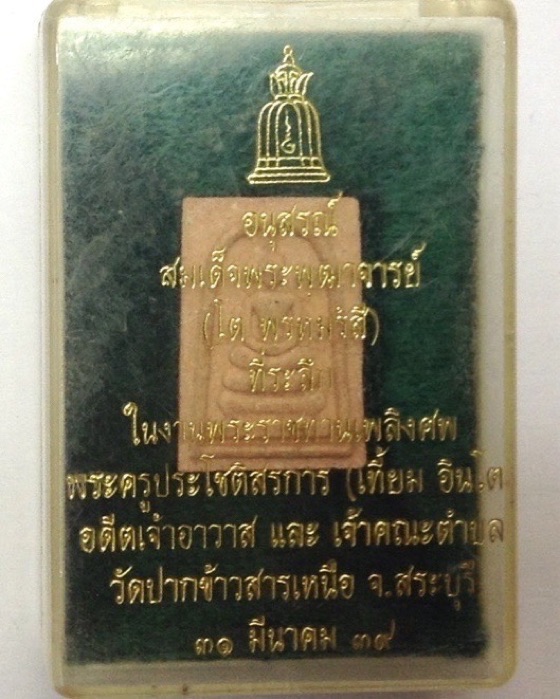 อนุสรณ์
สมเด็จพระพุฒาจารย์
(โต พรหมรังสี)
ที่ระลึก
ในงานพระราชทานเพลิงศพ
พระครูประโชติสรการ (เที้ยม อินโต
อดีตเจ้าอาวาส และ เจ้าคณะตำบล
วัดปากข้าวสารเหนือ จ.สระบุรี
๓๑ มีนาคม ๓๙